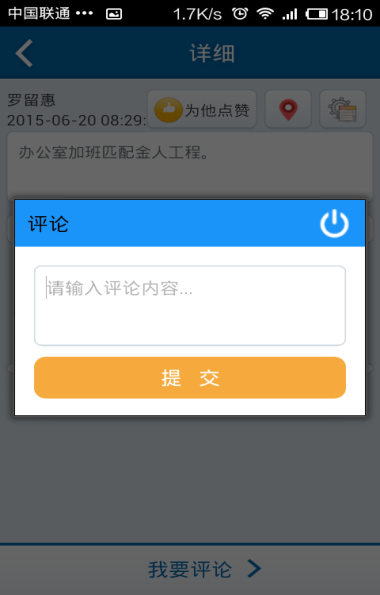 中国联通 ••• 1.7K/s 18:10
详细
罗留惠
2015-06-20 08:29:
为他点赞
办公室加班匹配金人工程。
评论
请输入评论内容...
提 交
我要评论